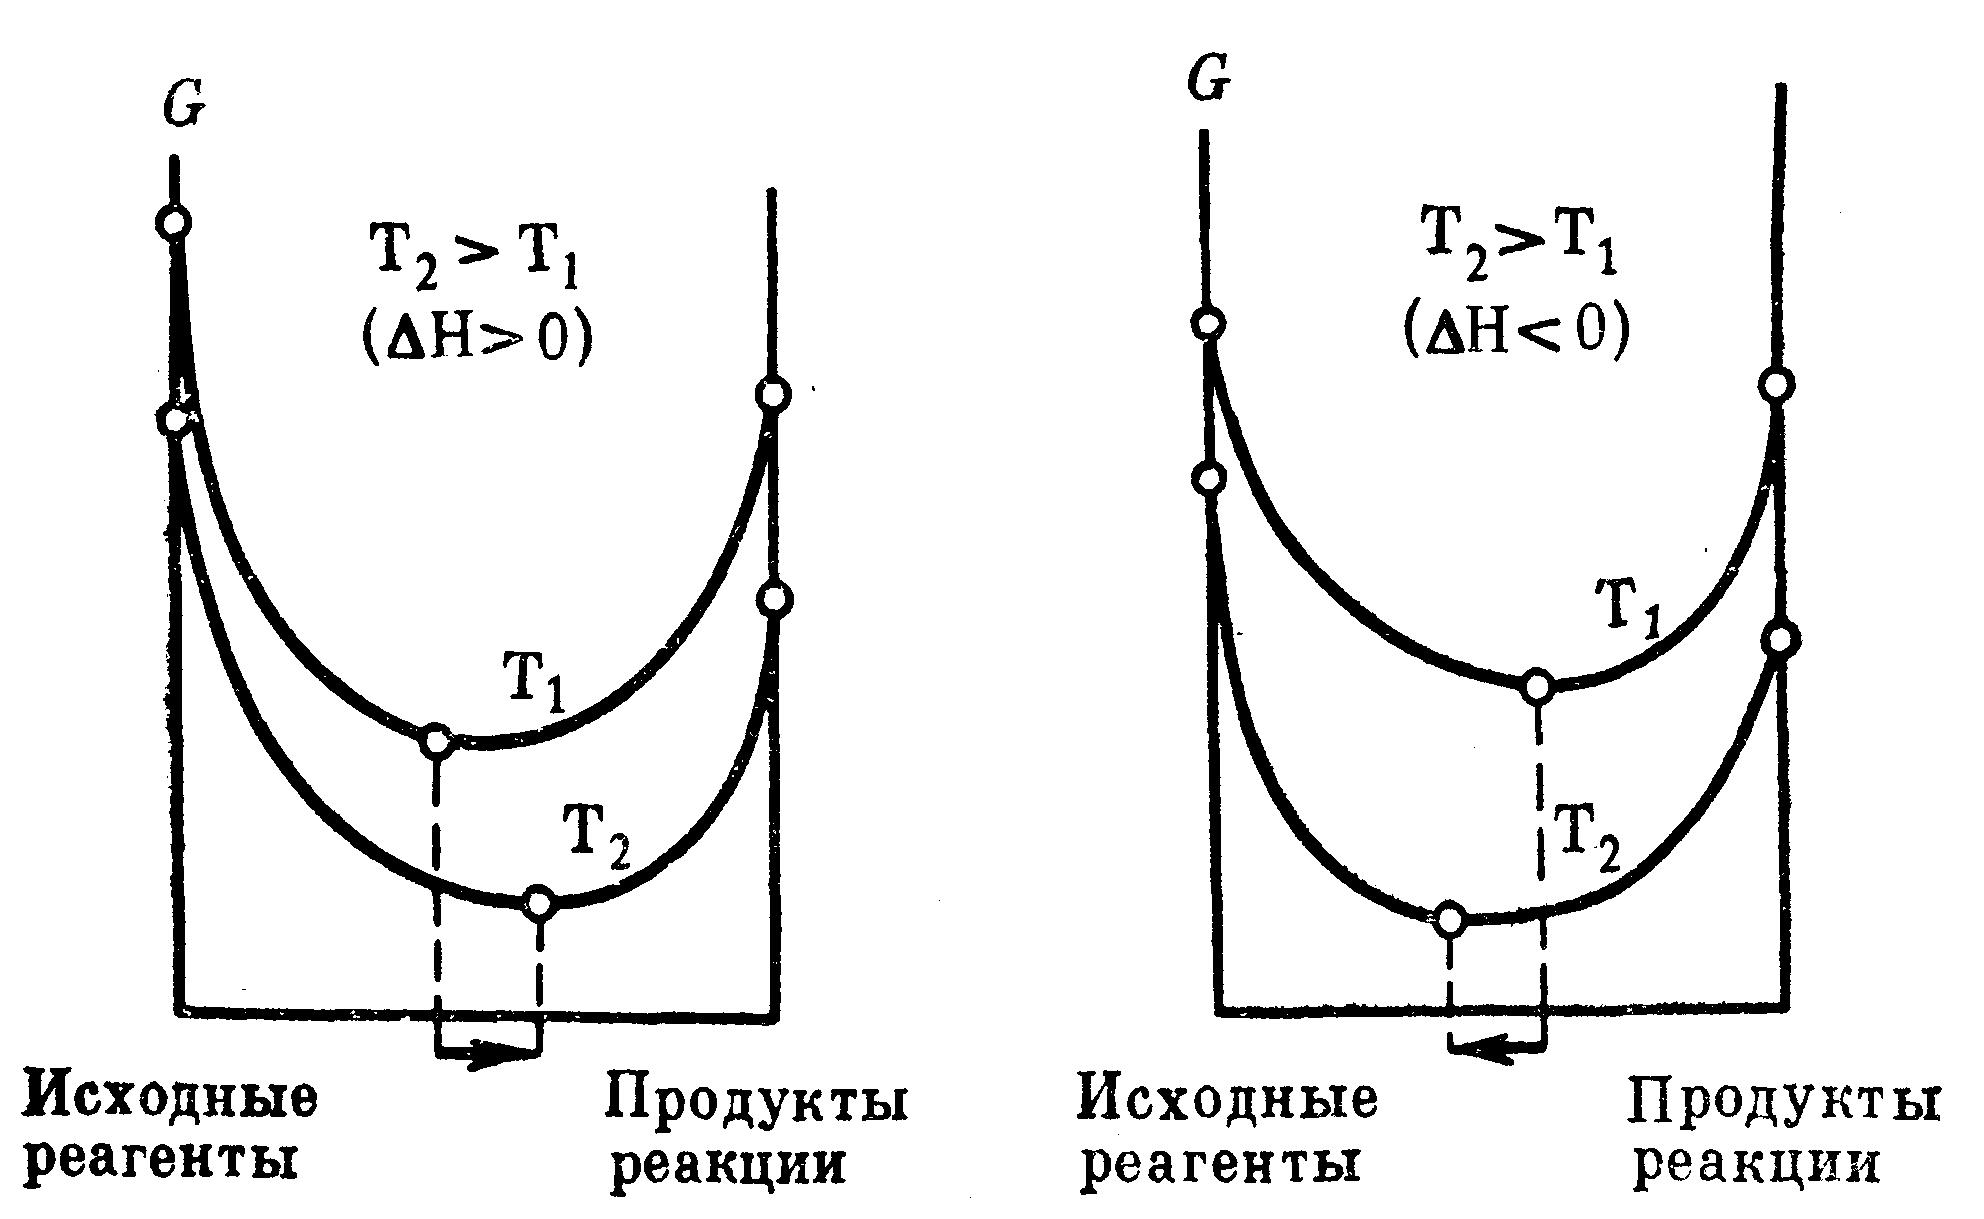 G
T₂ > T₁
(ΔH > 0)
T₁
T₂
Исходные
реагенты
Продукты
реакции
G
T₂ > T₁
(ΔH < 0)
T₁
T₂
Исходные
реагенты
Продукты
реакции